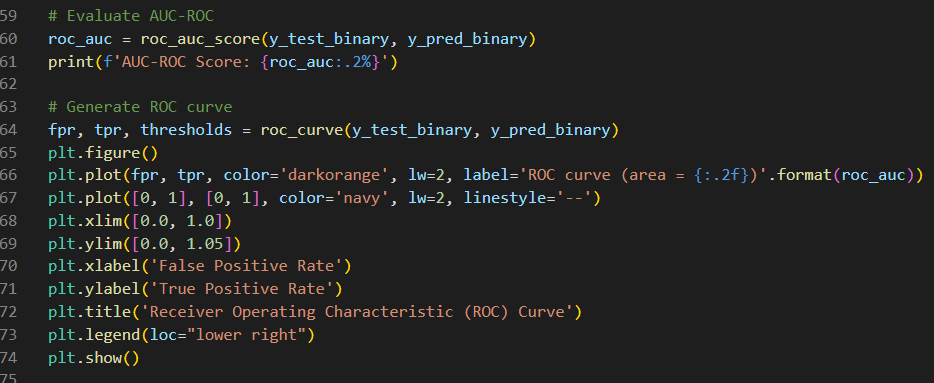 59 # Evaluate AUC-ROC
60 roc_auc = roc_auc_score(y_test_binary, y_pred_binary)
61 print(f'AUC-ROC Score: {roc_auc:.2%}')
62
63 # Generate ROC curve
64 fpr, tpr, thresholds = roc_curve(y_test_binary, y_pred_binary)
65 plt.figure()
66 plt.plot(fpr, tpr, color='darkorange', lw=2, label='ROC curve (area = {:.2f})'.format(roc_auc))
67 plt.plot([0, 1], [0, 1], color='navy', lw=2, linestyle='--')
68 plt.xlim([0.0, 1.0])
69 plt.ylim([0.0, 1.05])
70 plt.xlabel('False Positive Rate')
71 plt.ylabel('True Positive Rate')
72 plt.title('Receiver Operating Characteristic (ROC) Curve')
73 plt.legend(loc="lower right")
74 plt.show()
75